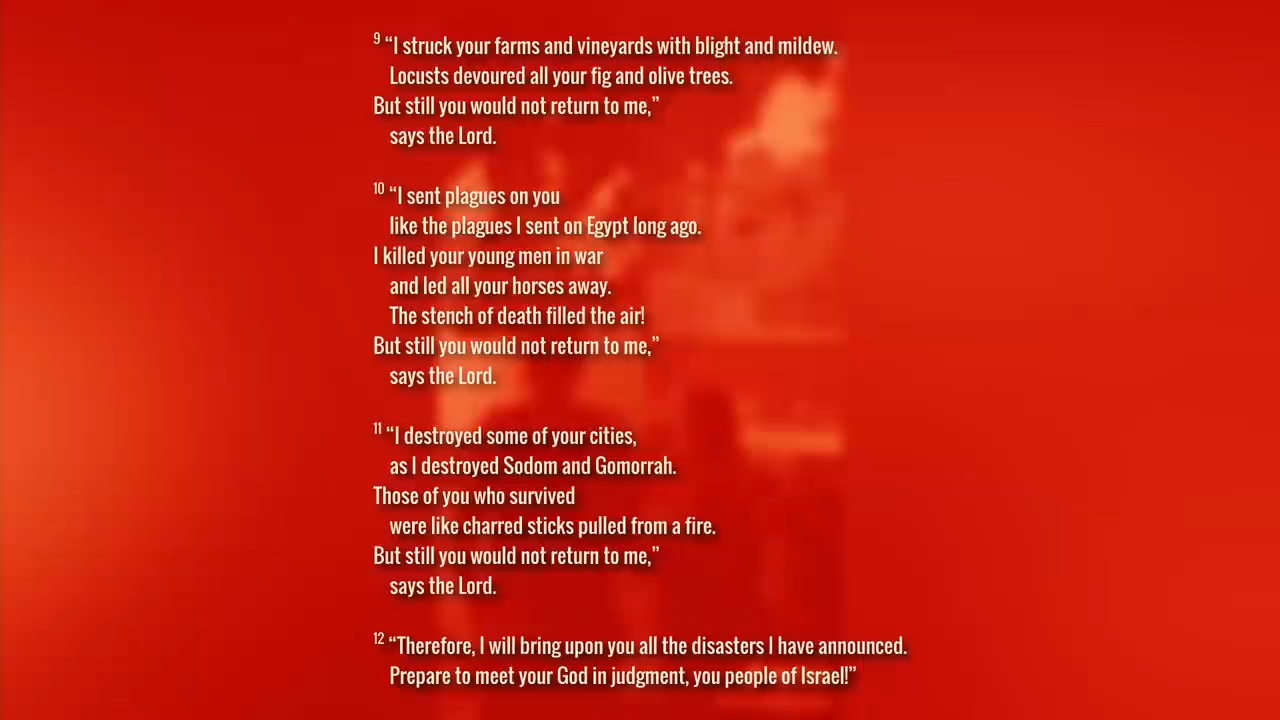 9 “I struck your farms and vineyards with blight and mildew.
Locusts devoured all your fig and olive trees.
But still you would not return to me,”
says the Lord.
10 “I sent plagues on you
like the plagues I sent on Egypt long ago.
I killed your young men in war
and led all your horses away.
The stench of death filled the air!
But still you would not return to me,”
says the Lord.
11 “I destroyed some of your cities,
as I destroyed Sodom and Gomorrah.
Those of you who survived
were like charred sticks pulled from a fire.
But still you would not return to me,”
says the Lord.
12 “Therefore, I will bring upon you all the disasters I have announced.
Prepare to meet your God in judgment, you people of Israel!”